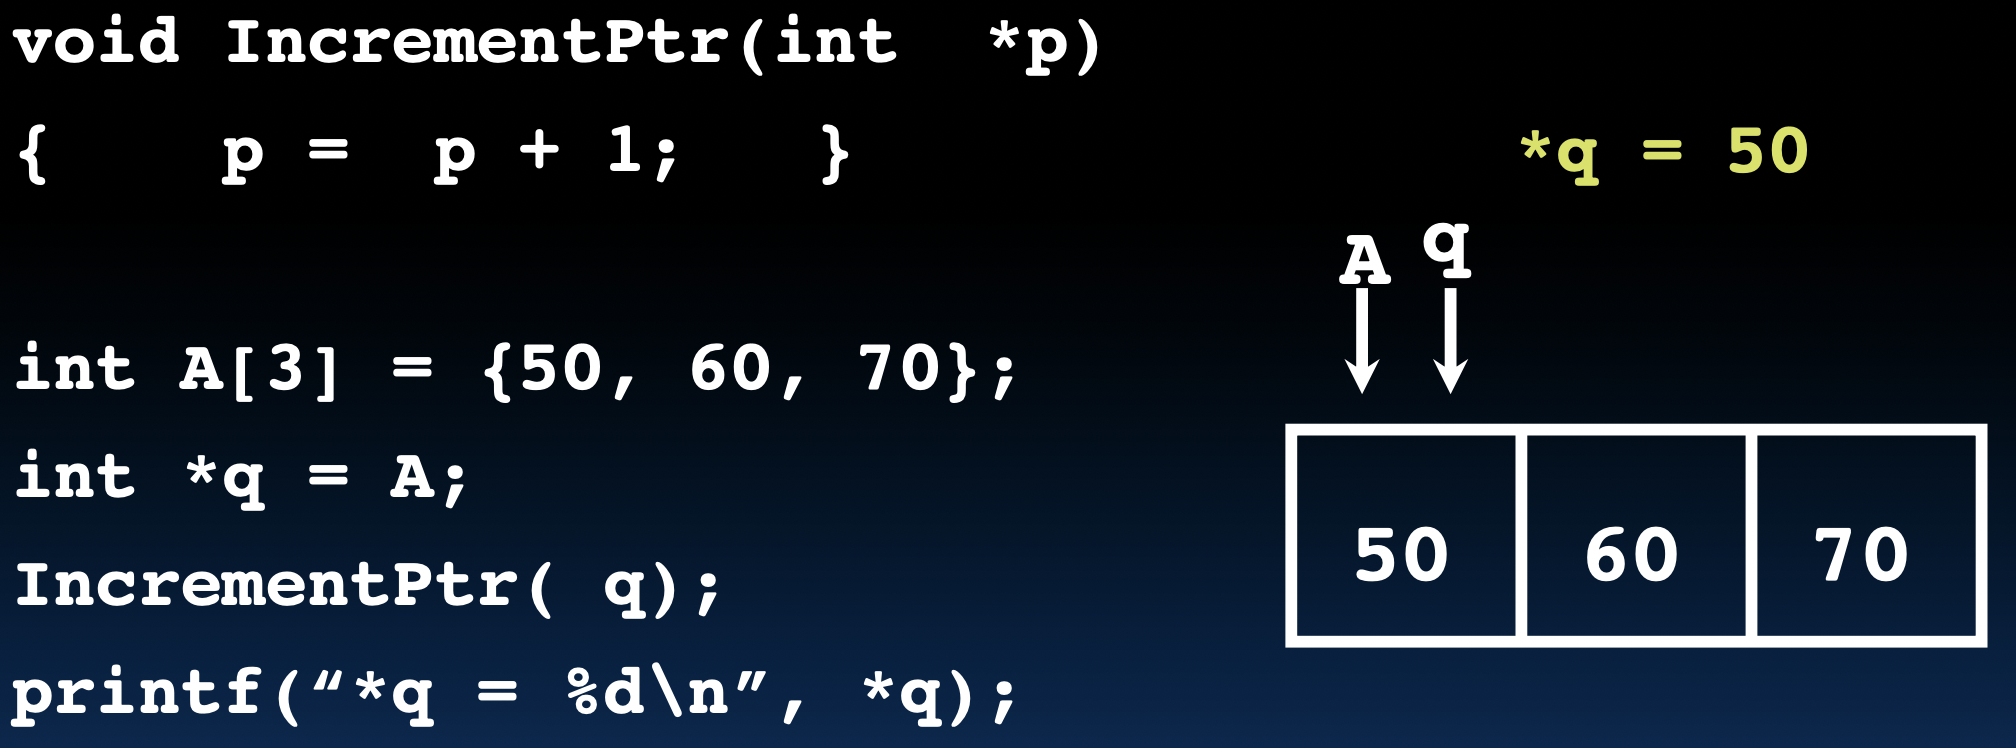 void IncrementPtr(int  *p)
{    p =  p + 1;   }
*q = 50
A q
int A[3] = {50, 60, 70};
int *q = A;
50 60 70
IncrementPtr( q);
printf(“*q = %d\n”, *q);